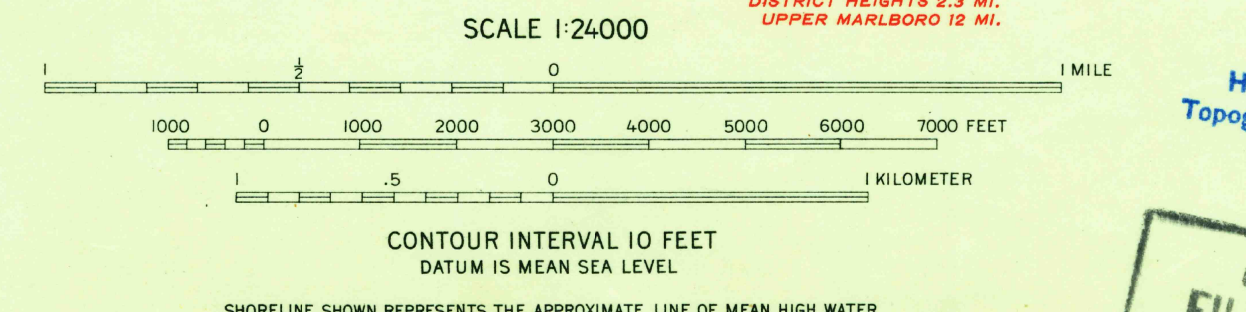 DISTRICT HEIGHTS 2.3 MI.
UPPER MARLBORO 12 MI.
SCALE 1:24000
1 ½ 0 1 MILE
1000 0 1000 2000 3000 4000 5000 6000 7000 FEET
1 .5 0 1 KILOMETER
CONTOUR INTERVAL 10 FEET
DATUM IS MEAN SEA LEVEL
SHORELINE SHOWN REPRESENTS THE APPROXIMATE LINE OF MEAN HIGH WATER